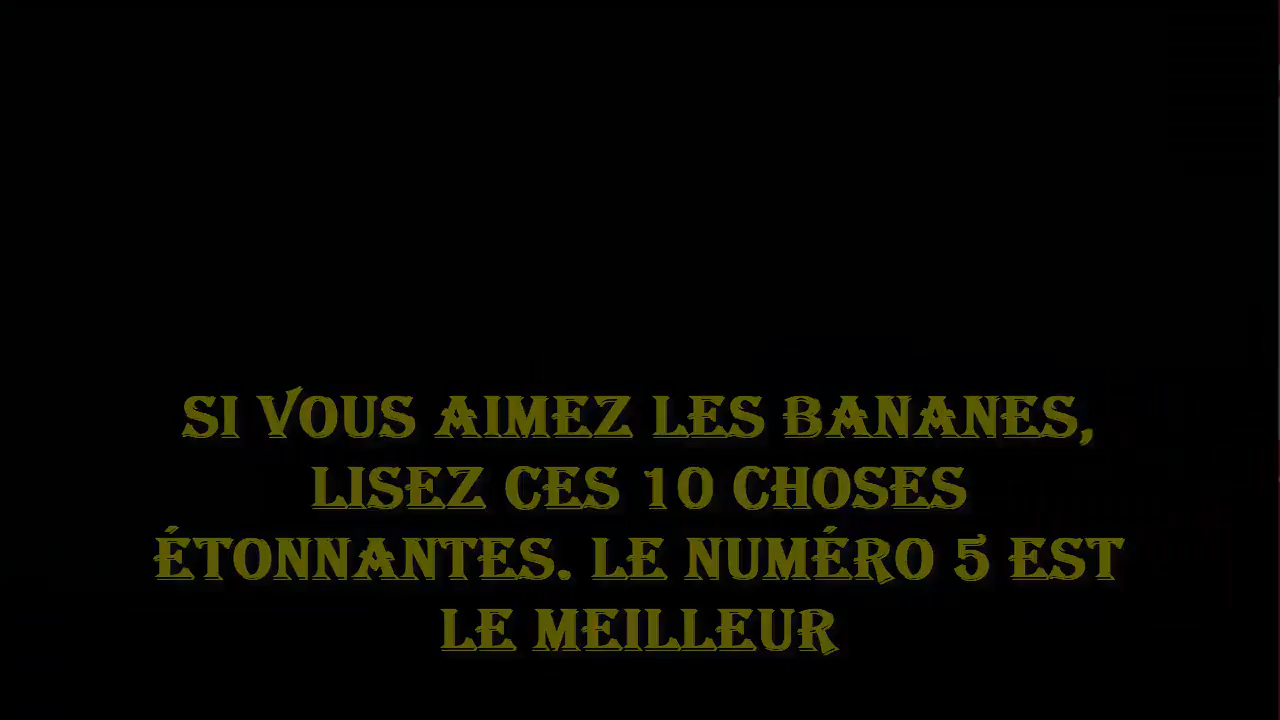 SI VOUS AIMEZ LES BANANES,
LISEZ CES 10 CHOSES
ÉTONNANTES. LE NUMÉRO 5 EST
LE MEILLEUR